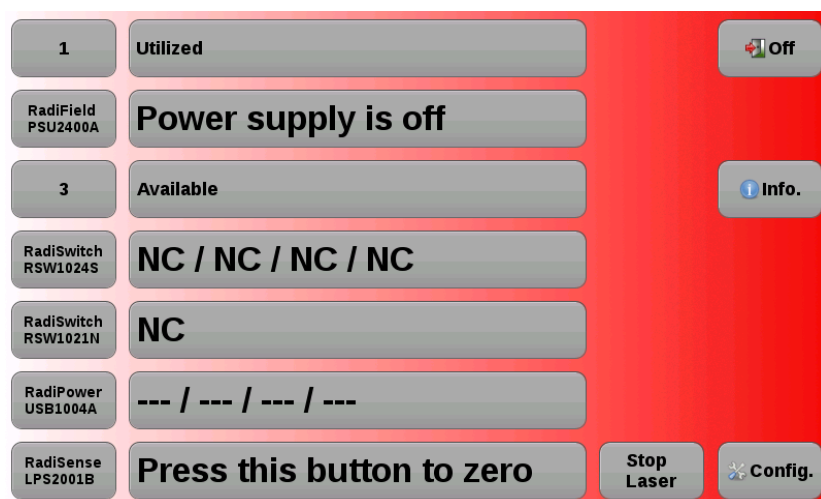 1
Utilized
Off
RadiField
PSU2400A
Power supply is off
3
Available
Info.
RadiSwitch
RSW1024S
NC / NC / NC / NC
RadiSwitch
RSW1021N
NC
RadiPower
USB1004A
--- / --- / --- / ---
RadiSense
LPS2001B
Press this button to zero
Stop
Laser
Config.